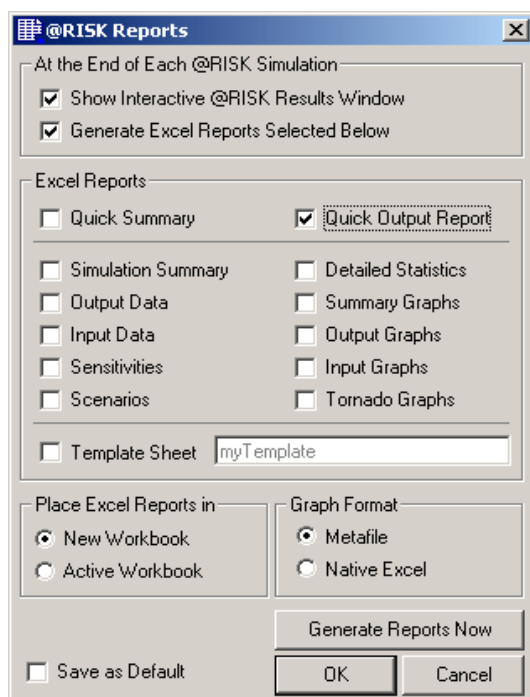 @RISK Reports
At the End of Each @RISK Simulation
Show Interactive @RISK Results Window
Generate Excel Reports Selected Below
Excel Reports
Quick Summary
Quick Output Report
Simulation Summary
Detailed Statistics
Output Data
Summary Graphs
Input Data
Output Graphs
Sensitivities
Input Graphs
Scenarios
Tornado Graphs
Template Sheet
myTemplate
Place Excel Reports in
New Workbook
Active Workbook
Graph Format
Metafile
Native Excel
Generate Reports Now
Save as Default
OK
Cancel